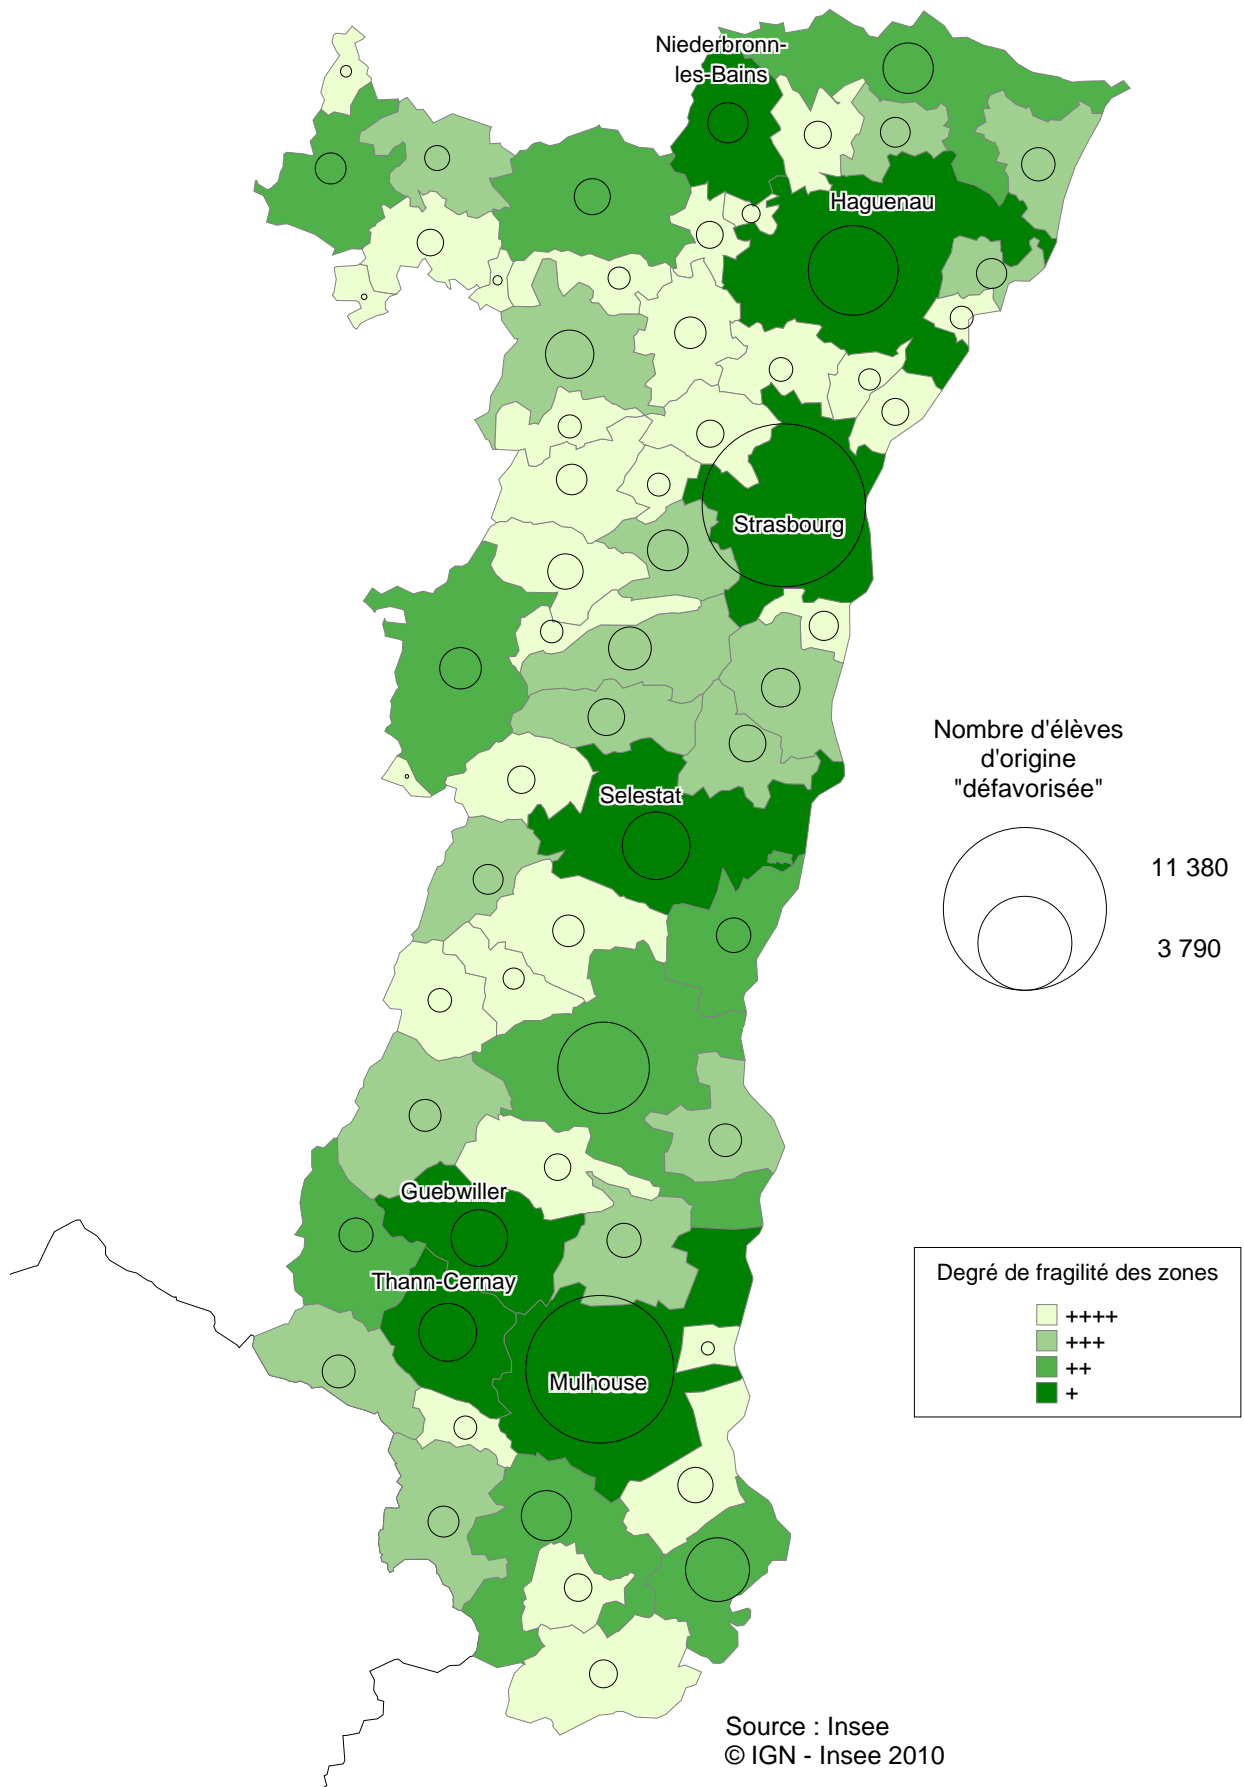 Niederbronn-
les-Bains
Haguenau
Strasbourg
Nombre d'élèves
d'origine
"défavorisée"
11 380
3 790
Selestat
Guebwiller
Thann-Cernay
Mulhouse
Degré de fragilité des zones
++++
+++
++
+
Source : Insee
© IGN - Insee 2010